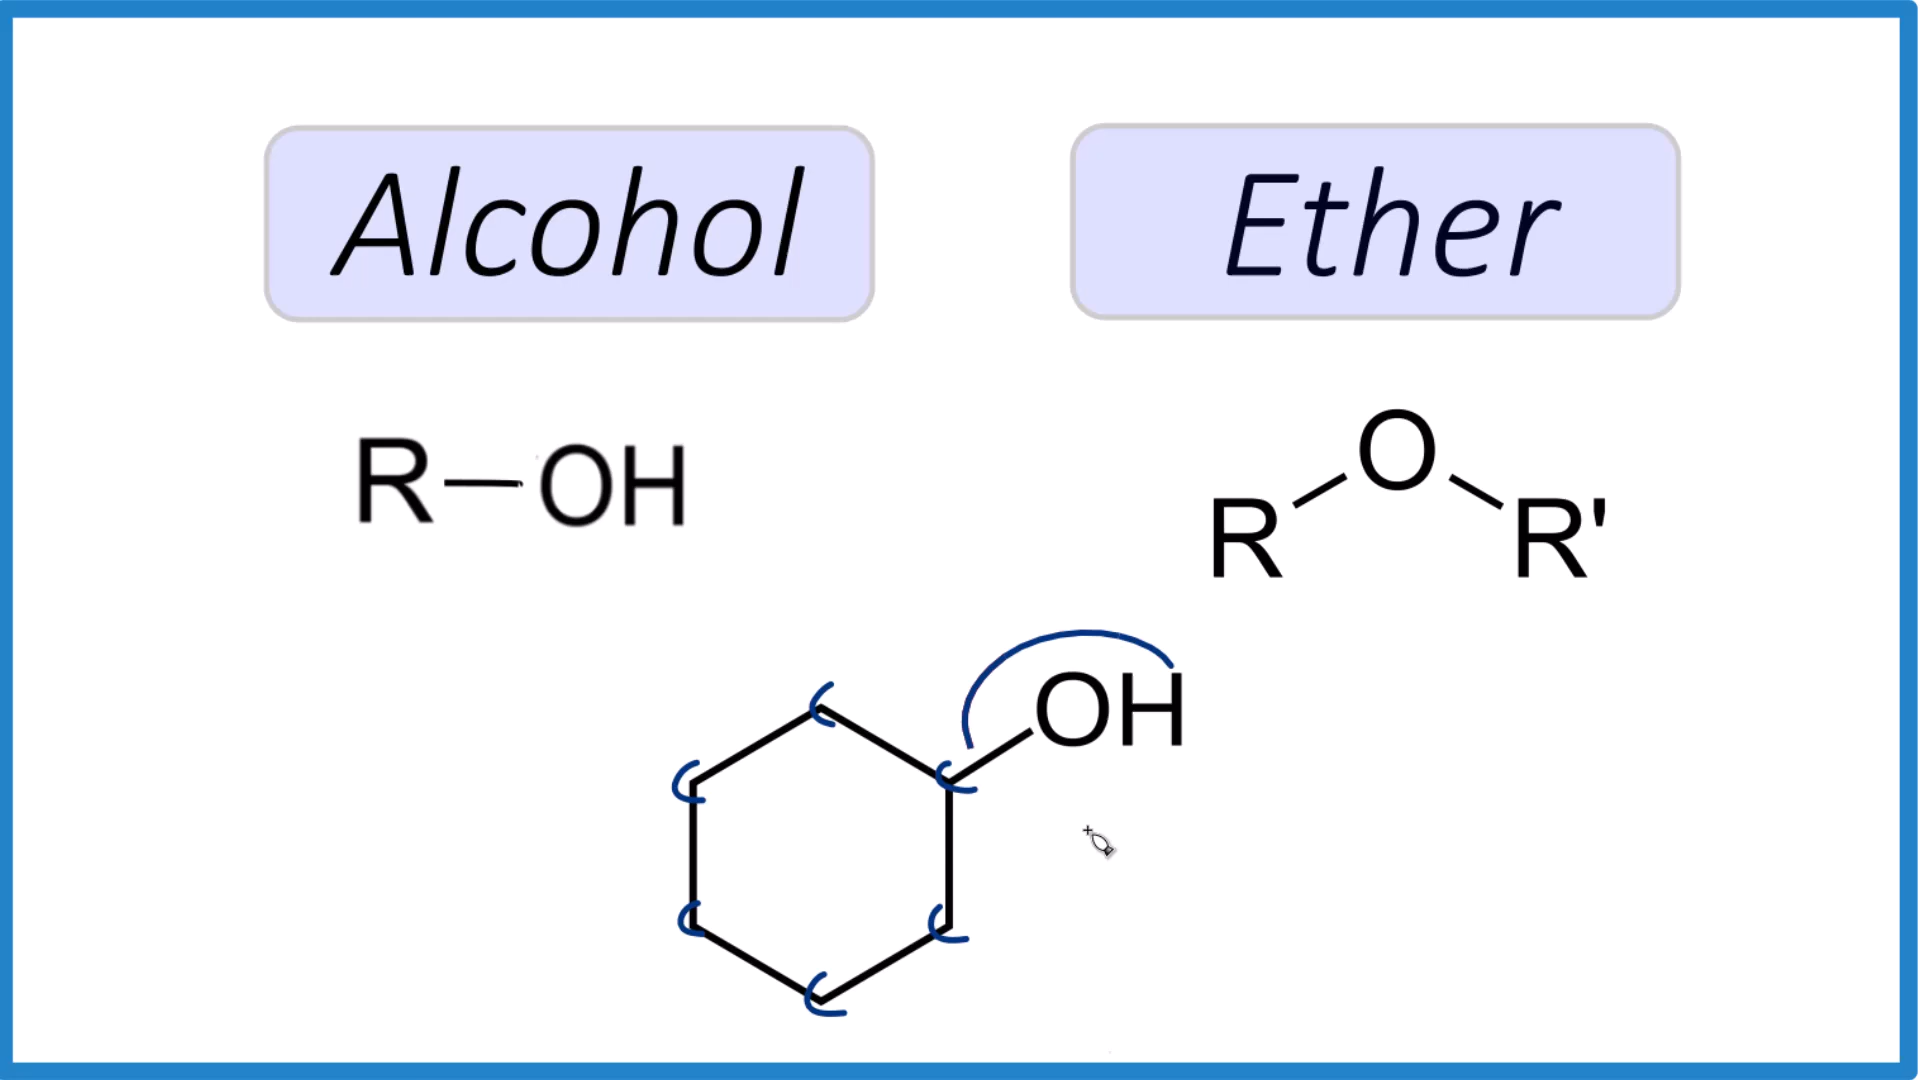 Alcohol
Ether
R—OH
R O R'
OH